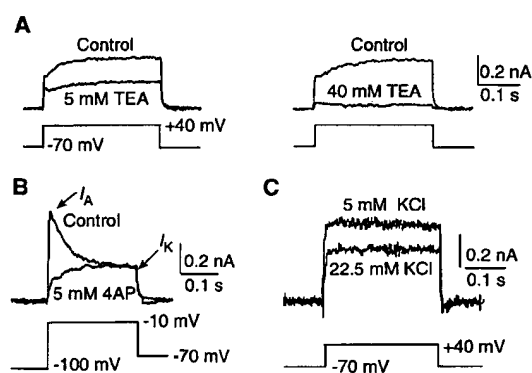 A
Control
5 mM TEA
-70 mV
+40 mV
Control
40 mM TEA
0.2 nA
0.1 s
B
IA
Control
IK
5 mM 4AP
0.2 nA
0.1 s
-10 mV
-100 mV
-70 mV
C
5 mM KCl
22.5 mM KCl
0.2 nA
0.1 s
+40 mV
-70 mV